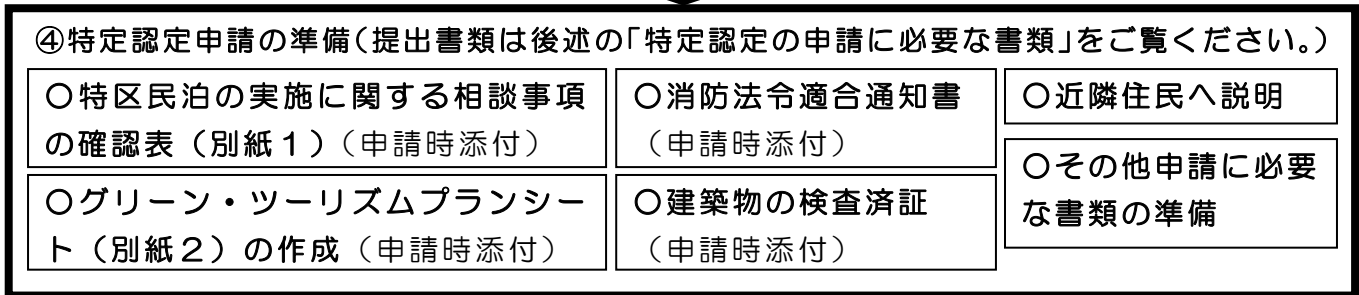 ④特定認定申請の準備（提出書類は後述の「特定認定の申請に必要な書類」をご覧ください。）
○特区民泊の実施に関する相談事項
の確認表（別紙１）（申請時添付）
○グリーン・ツーリズムプランシー
ト（別紙２）の作成（申請時添付）
○消防法令適合通知書
（申請時添付）
○建築物の検査済証
（申請時添付）
○近隣住民へ説明
○その他申請に必要
な書類の準備